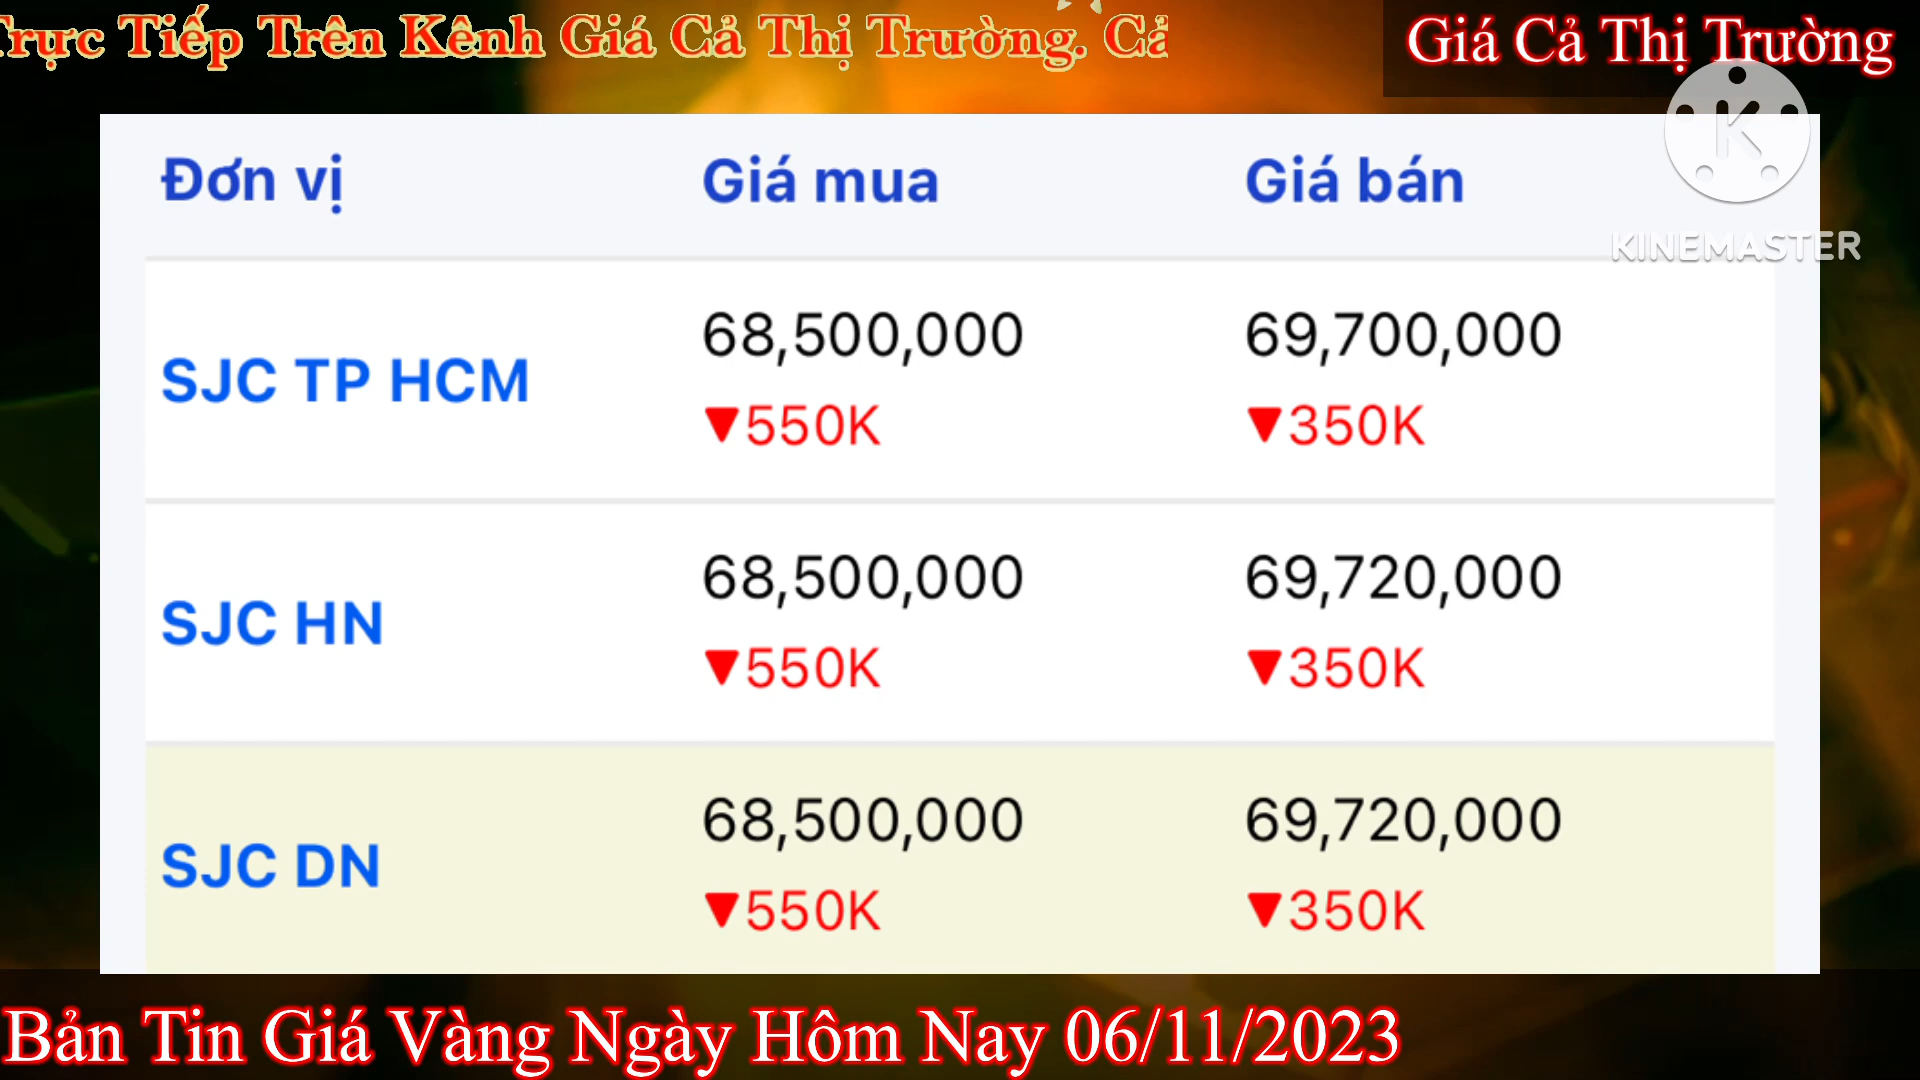 Trực Tiếp Trên Kênh Giá Cả Thị Trường.
Giá Cả Thị Trường
K
KINEMASTER
Đơn vị Giá mua Giá bán
68,500,000 69,700,000
SJC TP HCM
▼550K ▼350K
68,500,000 69,720,000
SJC HN
▼550K ▼350K
68,500,000 69,720,000
SJC DN
▼550K ▼350K
Bản Tin Giá Vàng Ngày Hôm Nay 06/11/2023